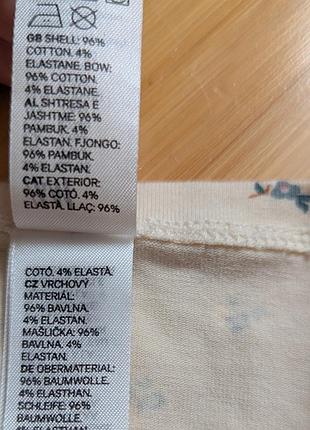 GB SHELL: 96%
COTTON. 4%
ELASTANE. BOW:
96% COTTON.
4% ELASTANE.
AL SHTRESA E
JASHTME: 96%
PAMBUK. 4%
ELASTAN. FJONGO:
96% PAMBUK.
4% ELASTAN.
CAT EXTERIOR:
96% COTÓ. 4%
ELASTÀ. LLAÇ: 96%
COTÓ. 4% ELASTÀ.
CZ VRCHOVÝ
MATERIÁL:
96% BAVLNA.
4% ELASTAN.
MAŠLIČKA: 96%
BAVLNA. 4%
ELASTAN.
DE OBERMATERIAL:
96% BAUMWOLLE.
4% ELASTHAN.
SCHLEIFE: 96%
BAUMWOLLE.
4% ELASTHAN.